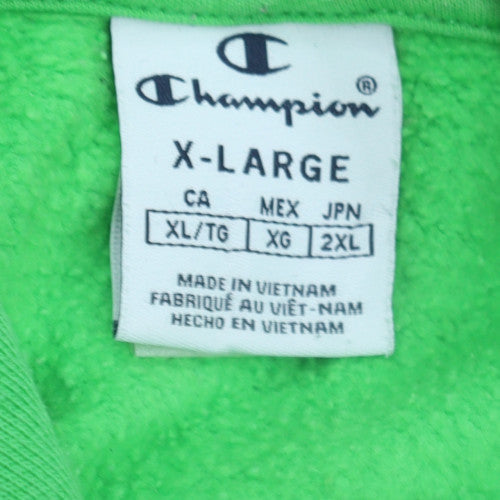 C
Champion®
X-LARGE
CA MEX JPN
XL/TG XG 2XL
MADE IN VIETNAM
FABRIQUÉ AU VIÊT-NAM
HECHO EN VIETNAM